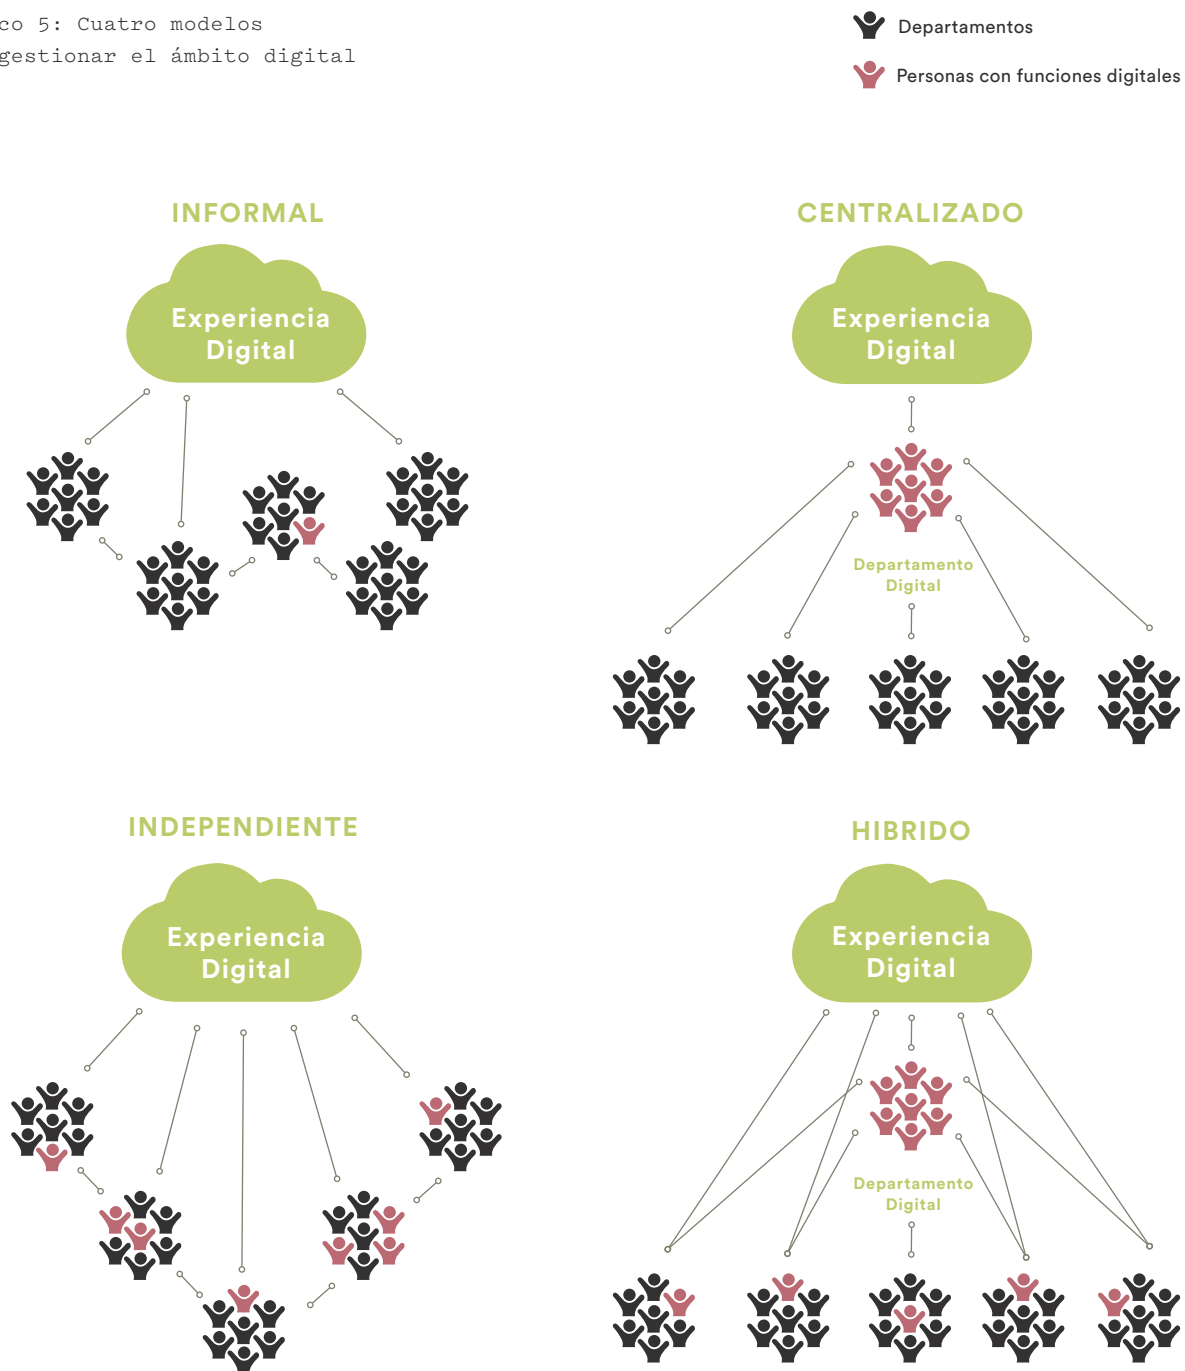 co 5: Cuatro modelos
gestionar el ámbito digital
Departamentos
Personas con funciones digitales
INFORMAL
Experiencia
Digital
CENTRALIZADO
Experiencia
Digital
Departamento
Digital
INDEPENDIENTE
Experiencia
Digital
HIBRIDO
Experiencia
Digital
Departamento
Digital